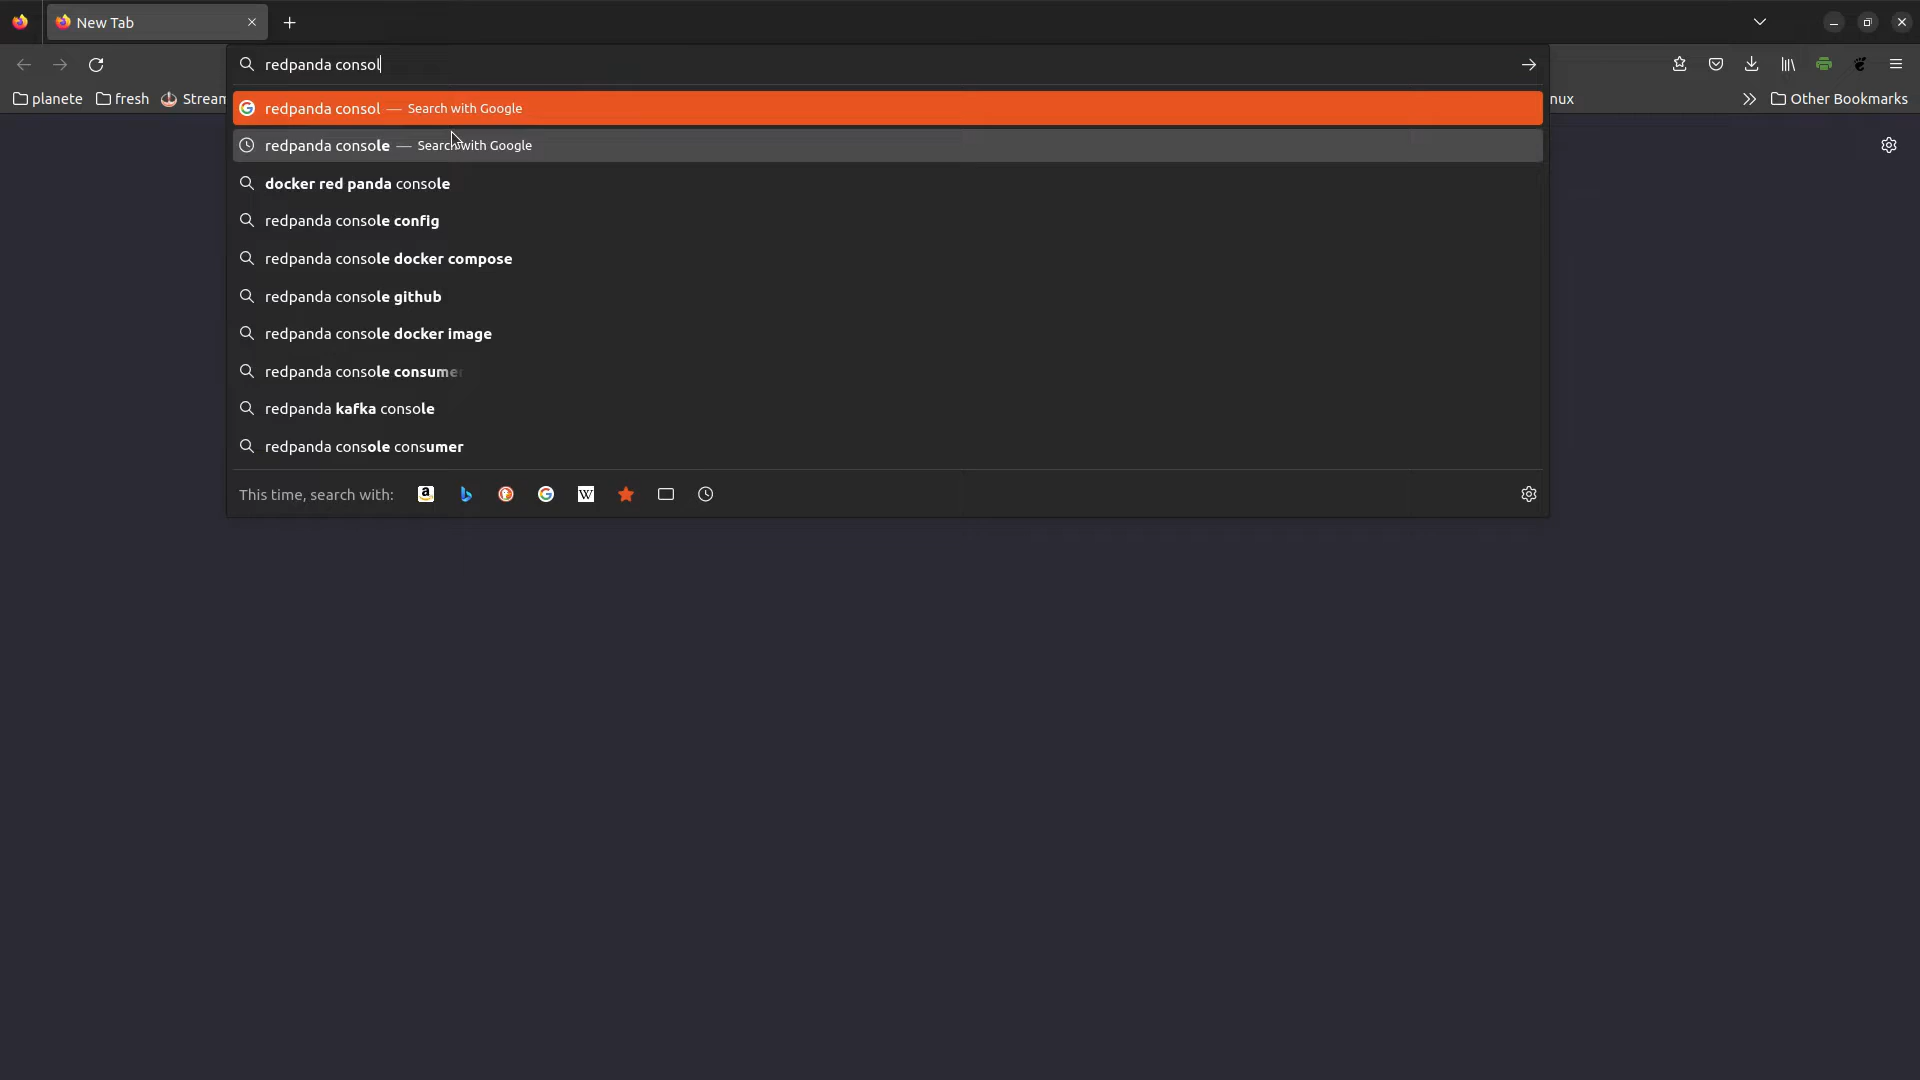 New Tab
redpanda consol
planete fresh Stream nux Other Bookmarks
redpanda consol — Search with Google
redpanda console — Search with Google
docker red panda console
redpanda console config
redpanda console docker compose
redpanda console github
redpanda console docker image
redpanda console consumer
redpanda kafka console
redpanda console consumer
This time, search with: a W